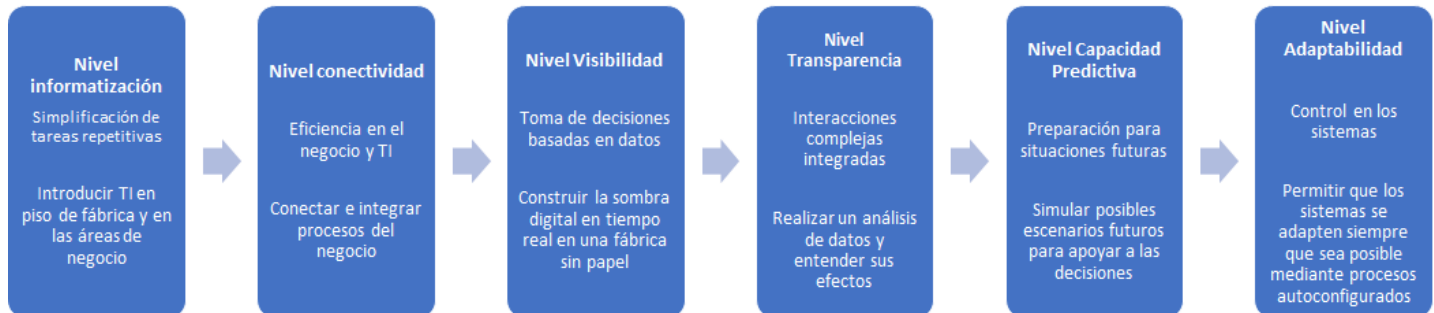 Nivel
informatización
Simplificación de
tareas repetitivas
Introducir TI en
piso de fábrica y en
las áreas de
negocio
Nivel conectividad
Eficiencia en el
negocio y TI
Conectar e integrar
procesos del
negocio
Nivel Visibilidad
Toma de decisiones
basadas en datos
Construir la sombra
digital en tiempo
real en una fábrica
sin papel
Nivel
Transparencia
Interacciones
complejas
integradas
Realizar un análisis
de datos y
entender sus
efectos
Nivel Capacidad
Predictiva
Preparación para
situaciones futuras
Simular posibles
escenarios futuros
para apoyar a las
decisiones
Nivel
Adaptabilidad
Control en los
sistemas
Permitir que los
sistemas se
adapten siempre
que sea posible
mediante procesos
autoconfigurados